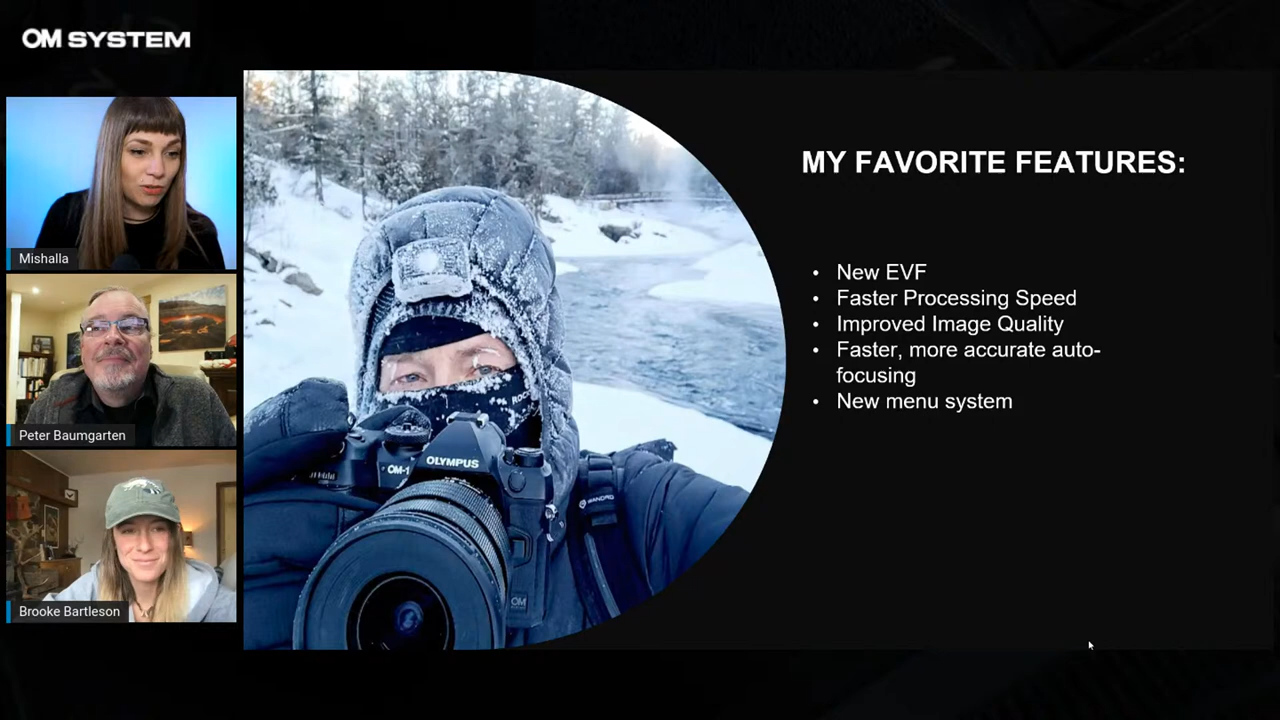 OM SYSTEM
Mishalla
Peter Baumgarten
Brooke Bartleson
OM-1
OLYMPUS
OM
MY FAVORITE FEATURES:
• New EVF
• Faster Processing Speed
• Improved Image Quality
• Faster, more accurate auto-
focusing
• New menu system